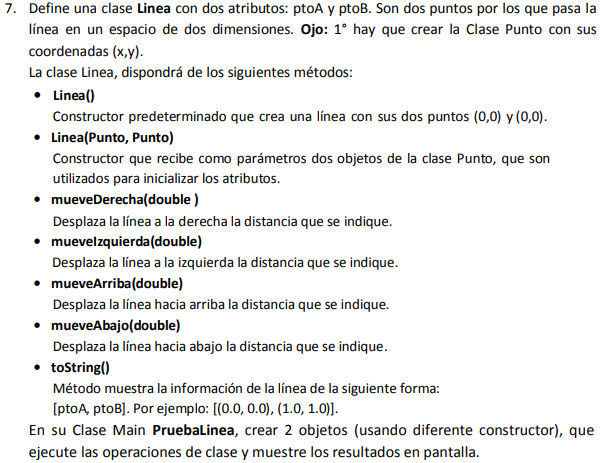 7. Define una clase Linea con dos atributos: ptoA y ptoB. Son dos puntos por los que pasa la
línea en un espacio de dos dimensiones. Ojo: 1° hay que crear la Clase Punto con sus
coordenadas (x,y).
La clase Linea, dispondrá de los siguientes métodos:
• Linea()
Constructor predeterminado que crea una línea con sus dos puntos (0,0) y (0,0).
• Linea(Punto, Punto)
Constructor que recibe como parámetros dos objetos de la clase Punto, que son
utilizados para inicializar los atributos.
• mueveDerecha(double )
Desplaza la línea a la derecha la distancia que se indique.
• mueveIzquierda(double)
Desplaza la línea a la izquierda la distancia que se indique.
• mueveArriba(double)
Desplaza la línea hacia arriba la distancia que se indique.
• mueveAbajo(double)
Desplaza la línea hacia abajo la distancia que se indique.
• toString()
Método muestra la información de la línea de la siguiente forma:
[ptoA, ptoB]. Por ejemplo: [(0.0, 0.0), (1.0, 1.0)].
En su Clase Main PruebaLinea, crear 2 objetos (usando diferente constructor), que
ejecute las operaciones de clase y muestre los resultados en pantalla.